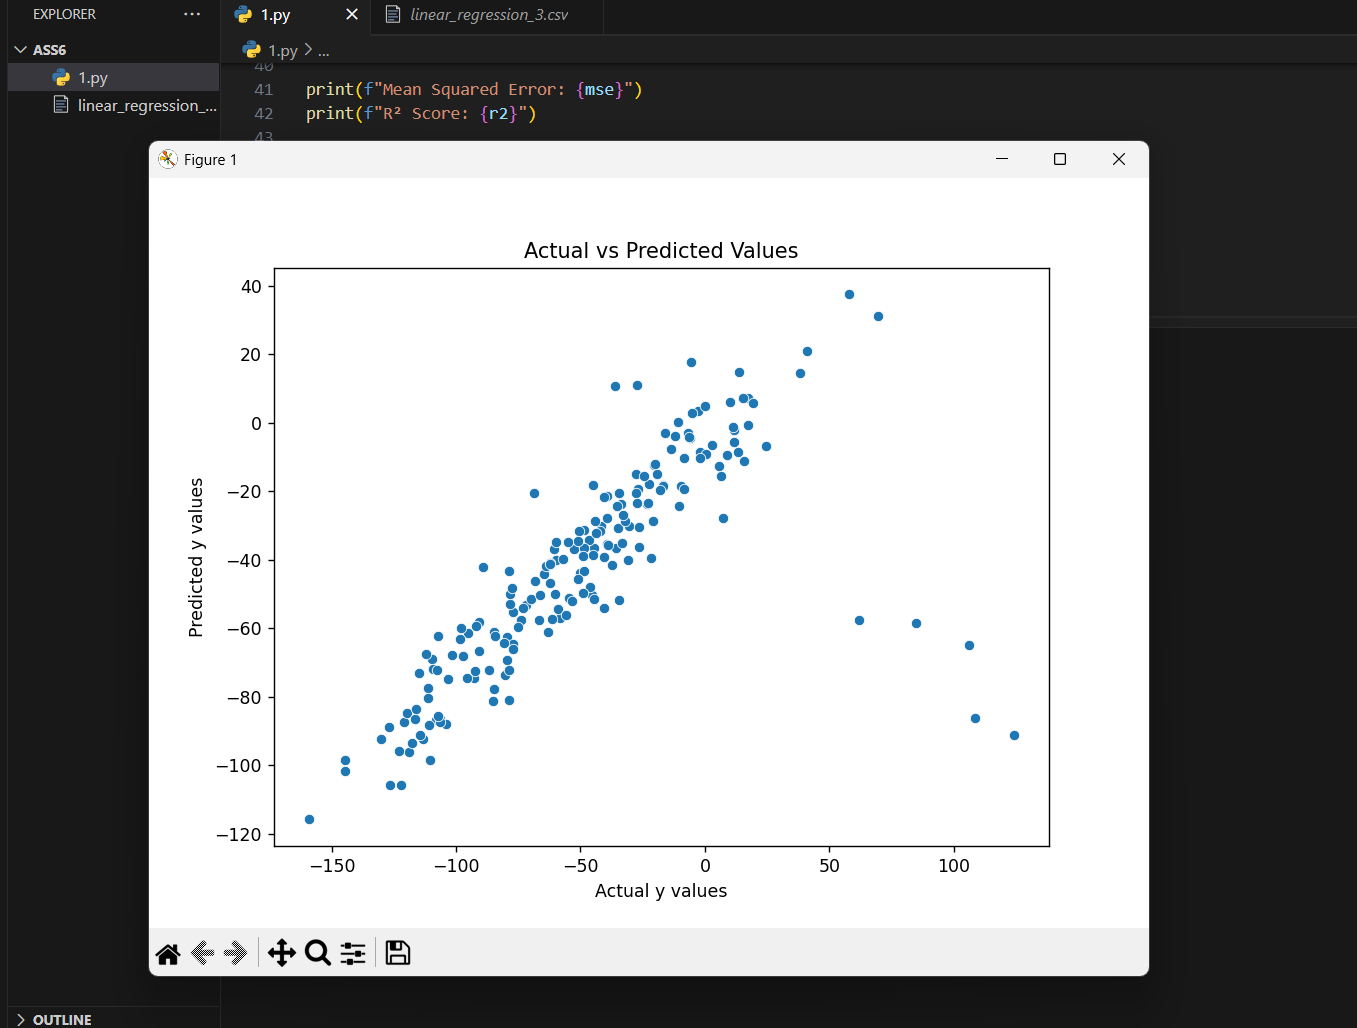 EXPLORER
···
1.py
linear_regression_3.csv
ASS6
1.py
linear_regression_...
1.py > ...
40
41 print(f"Mean Squared Error: {mse}")
42 print(f"R² Score: {r2}")
43
Figure 1
Actual vs Predicted Values
40
20
0
−20
−40
−60
−80
−100
−120
Predicted y values
−150
−100
−50
0
50
100
Actual y values
OUTLINE